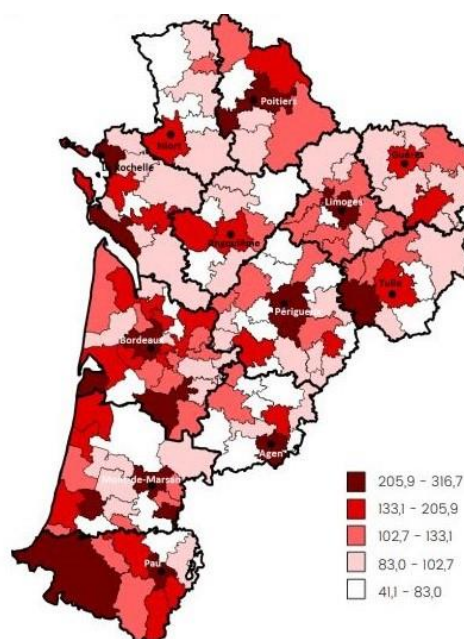 Poitiers
Niort
La Rochelle
Guéret
Limoges
Angoulême
Tulle
Périgueux
Bordeaux
Agen
Mont-de-Marsan
Pau
205,9 - 316,7
133,1 - 205,9
102,7 - 133,1
83,0 - 102,7
41,1 - 83,0